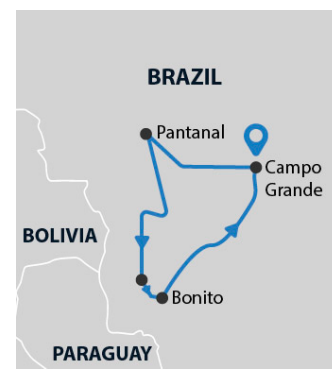 BRAZIL
Pantanal
Campo
Grande
BOLIVIA
Bonito
PARAGUAY